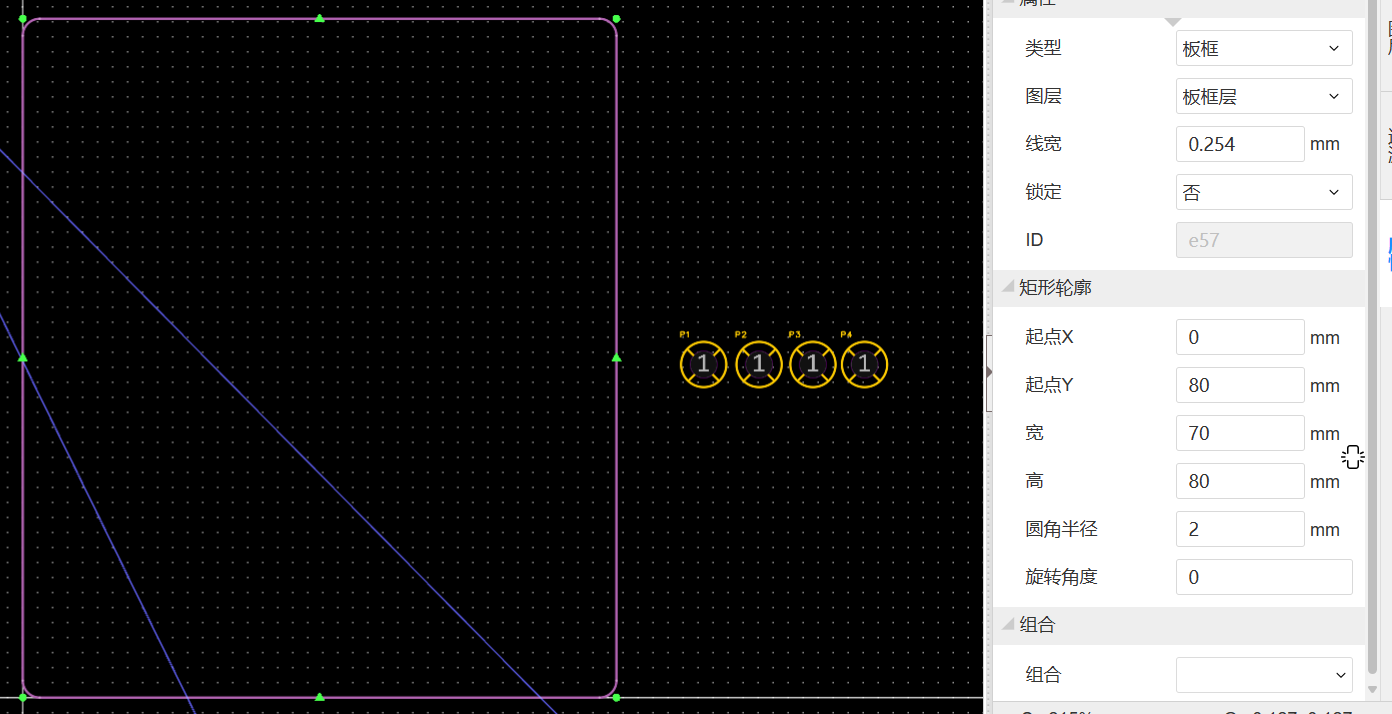 属性
类型 板框
图层 板框层
线宽 0.254 mm
锁定 否
ID e57
矩形轮廓
起点X 0 mm
起点Y 80 mm
宽 70 mm
高 80 mm
圆角半径 2 mm
旋转角度 0
组合
组合
P1 P2 P3 P4
1 1 1 1